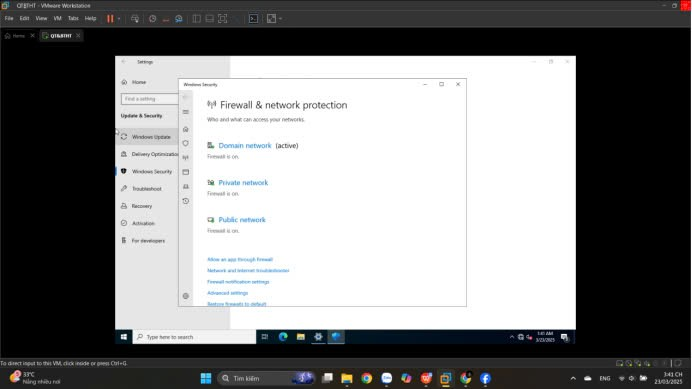 QTBTHT - VMware Workstation
File Edit View VM Tabs Help
Home
QTBTHT
Settings
Home
Find a setting
Update & Security
Windows Update
Delivery Optimization
Windows Security
Troubleshoot
Recovery
Activation
For developers
Windows Security
Firewall & network protection
Who and what can access your networks.
Domain network (active)
Firewall is on.
Private network
Firewall is on.
Public network
Firewall is on.
Allow an app through firewall
Network and Internet troubleshooter
Firewall notification settings
Advanced settings
Restore firewalls to default
Type here to search
3:41 AM
3/23/2025
To direct input to this VM, click inside or press Ctrl+G.
33°C
Nắng nhiều nơi
Tìm kiếm
ENG
3:41 CH
23/03/2025